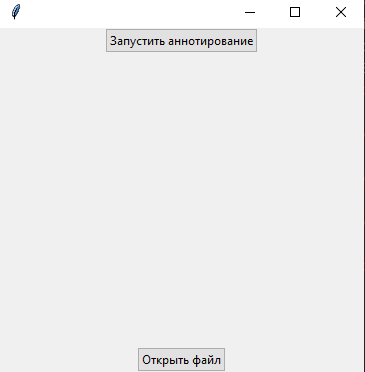 Запустить аннотирование
Открыть файл